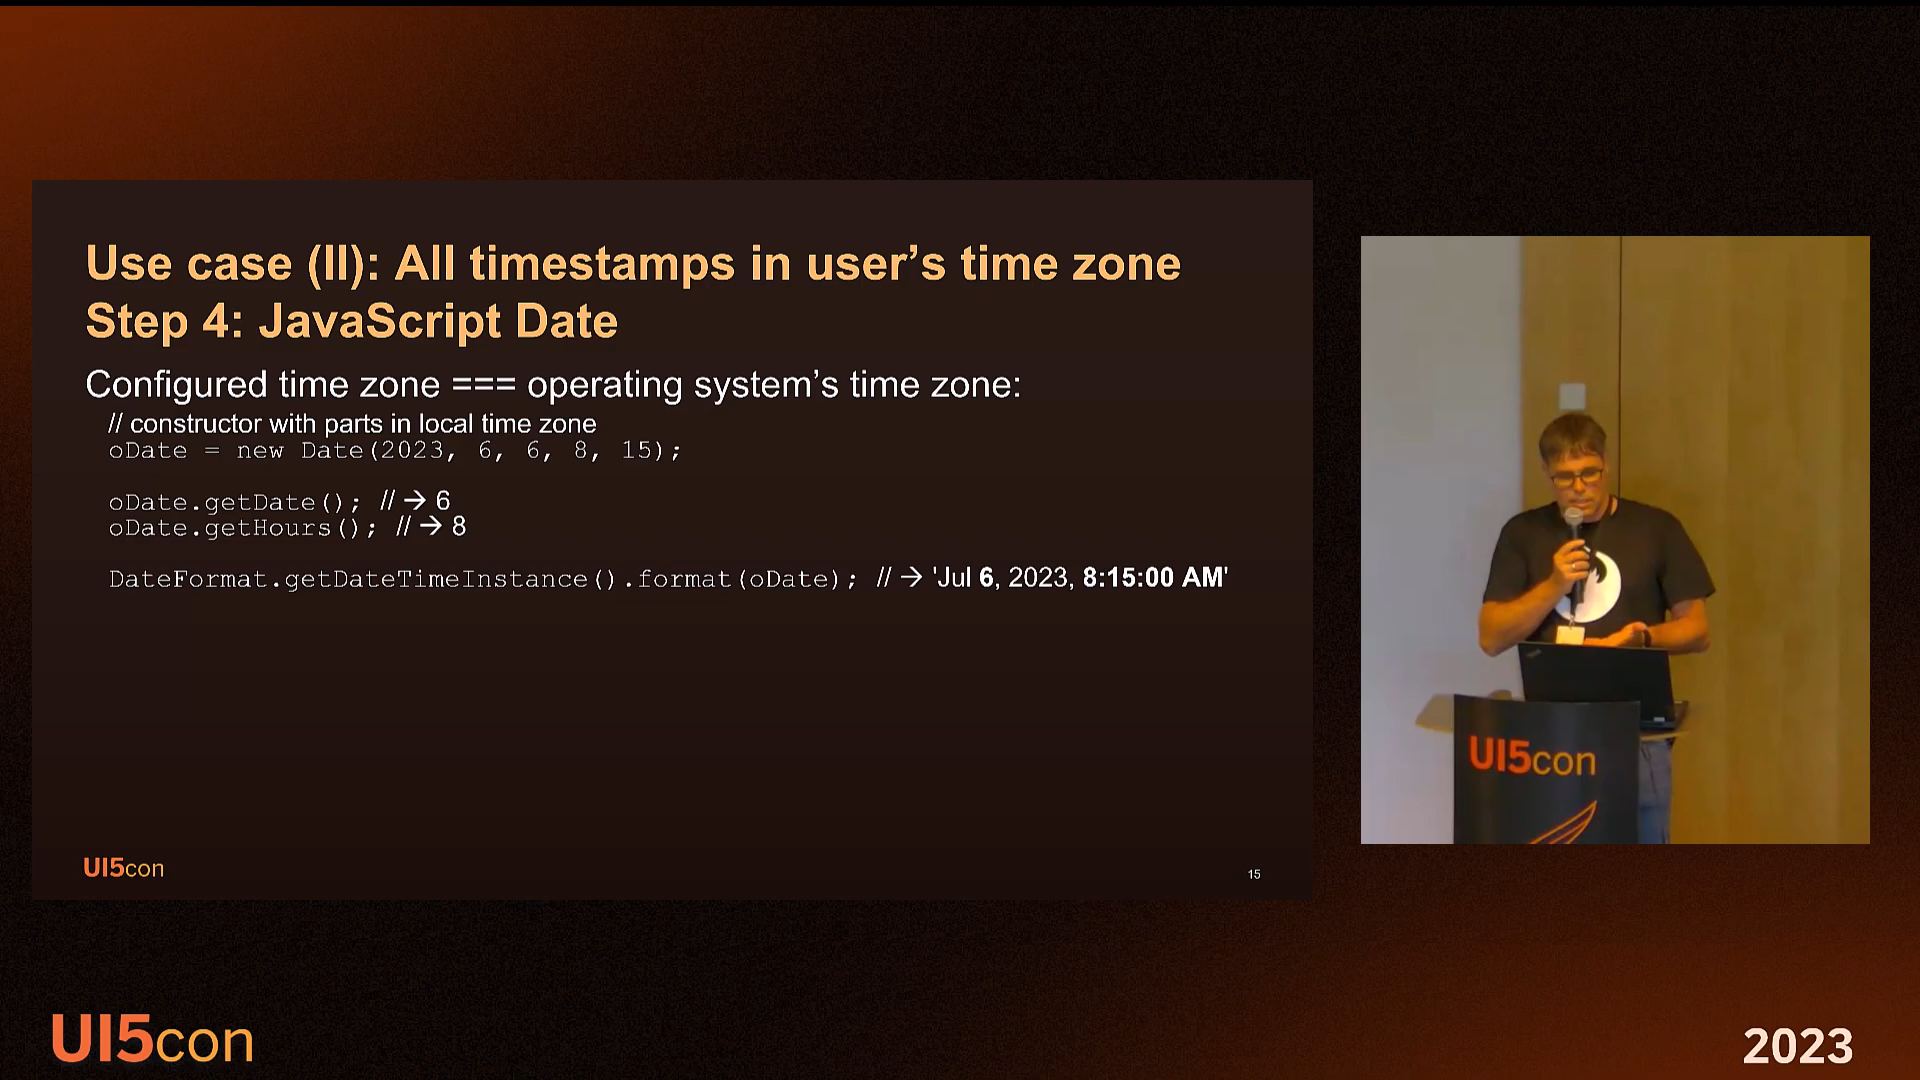 Use case (II): All timestamps in user’s time zone
Step 4: JavaScript Date
Configured time zone === operating system’s time zone:
// constructor with parts in local time zone
oDate = new Date(2023, 6, 6, 8, 15);
oDate.getDate(); // → 6
oDate.getHours(); // → 8
DateFormat.getDateTimeInstance().format(oDate); // → 'Jul 6, 2023, 8:15:00 AM'
UI5con
15
UI5con
UI5con
2023